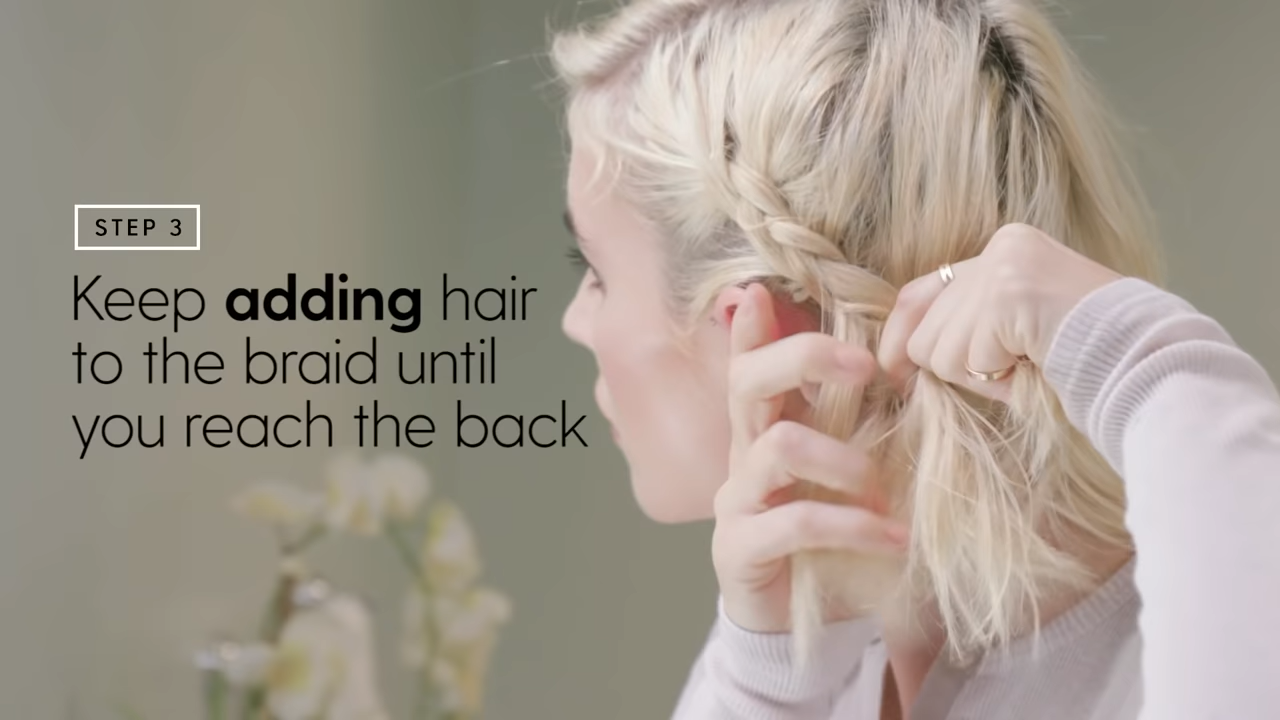 STEP 3
Keep adding hair
to the braid until
you reach the back